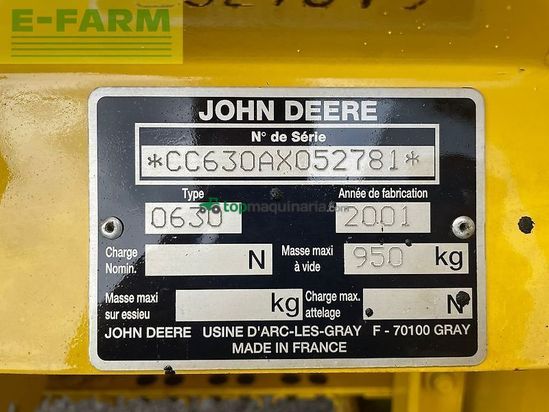 E-FARM
JOHN DEERE
N° de Série
*CC630AX052781*
Type
Année de fabrication
0630
2001
topmaquinaria.com
Charge Nomin.
N
Masse maxi à vide
950
kg
Masse maxi sur essieu
kg
Charge max. attelage
N
JOHN DEERE USINE D'ARC-LES-GRAY F - 70100 GRAY
MADE IN FRANCE